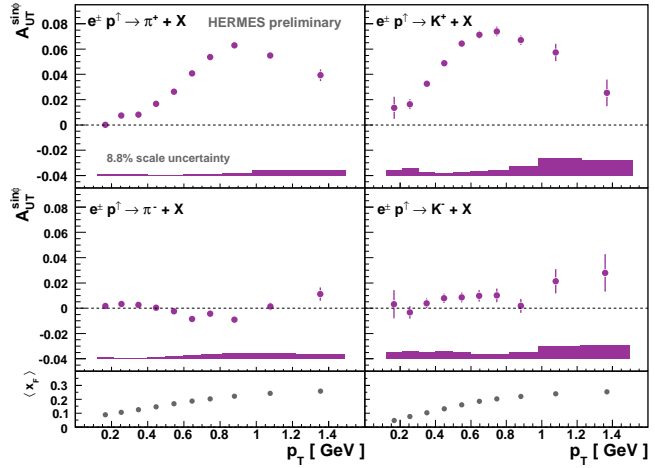 A_UT^sinϕ
e± p↑ → π+ + X
HERMES preliminary
e± p↑ → K+ + X
0.08
0.06
0.04
0.02
0
-0.02
-0.04
8.8% scale uncertainty
A_UT^sinϕ
e± p↑ → π- + X
e± p↑ → K- + X
0.08
0.06
0.04
0.02
0
-0.02
-0.04
⟨x_F⟩
0.3
0.2
0.1
0
0.2 0.4 0.6 0.8 1 1.2 1.4
0.2 0.4 0.6 0.8 1 1.2 1.4
p_T [ GeV]
p_T [ GeV]